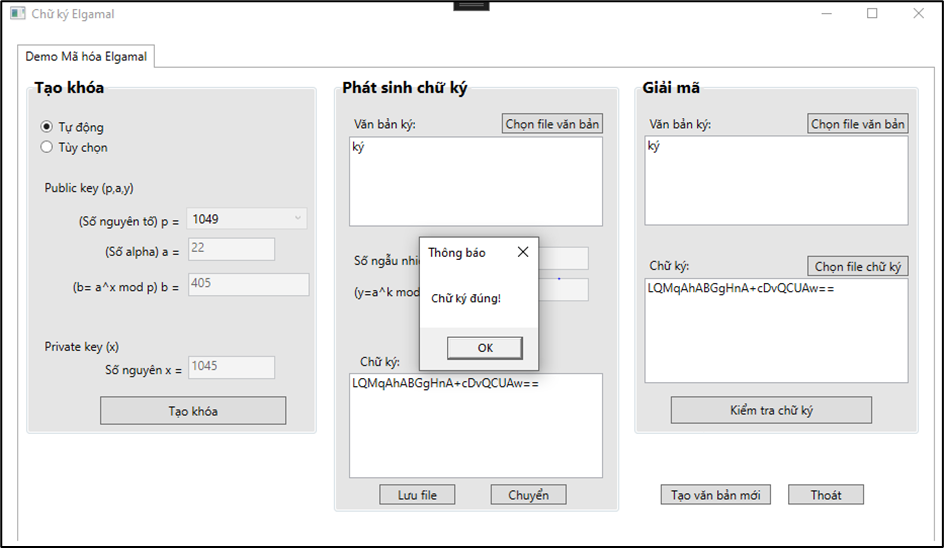 Chữ ký Elgamal
Demo Mã hóa Elgamal
Tạo khóa
Tự động
Tùy chọn
Public key (p,a,y)
(Số nguyên tố) p = 1049
(Số alpha) a = 22
(b= a^x mod p) b = 405
Private key (x)
Số nguyên x = 1045
Tạo khóa
Phát sinh chữ ký
Văn bản ký: Chọn file văn bản
ký
Số ngẫu
(y=a^k mod
Thông báo
Chữ ký đúng!
OK
Chữ ký:
LQMqAhABGgHnA+cDvQCUAw==
Lưu file Chuyển
Giải mã
Văn bản ký: Chọn file văn bản
ký
Chữ ký: Chọn file chữ ký
LQMqAhABGgHnA+cDvQCUAw==
Kiểm tra chữ ký
Tạo văn bản mới Thoát